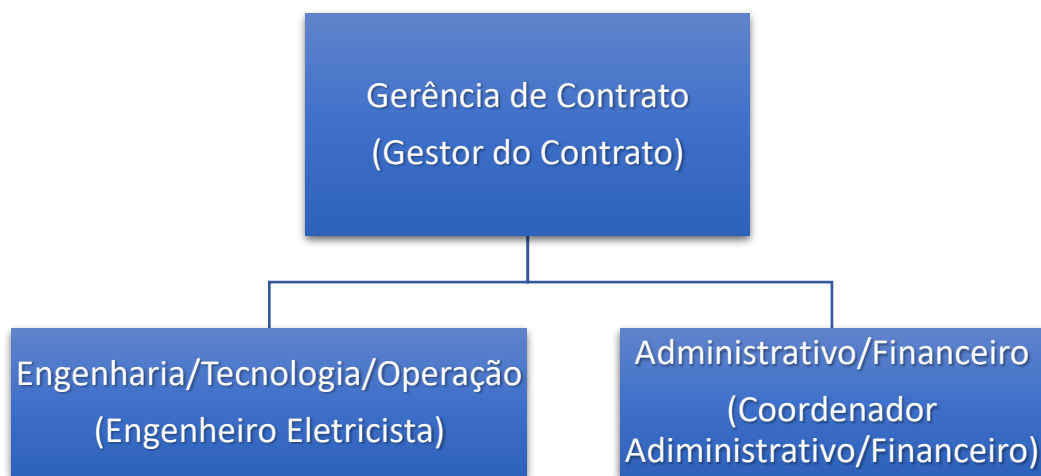 Gerência de Contrato
(Gestor do Contrato)
Engenharia/Tecnologia/Operação
(Engenheiro Eletricista)
Administrativo/Financeiro
(Coordenador
Adiministrativo/Financeiro)